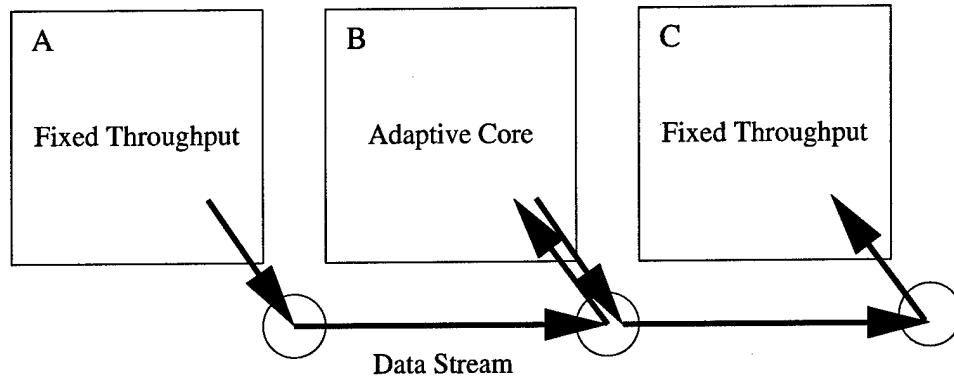 A
Fixed Throughput
B
Adaptive Core
C
Fixed Throughput
Data Stream